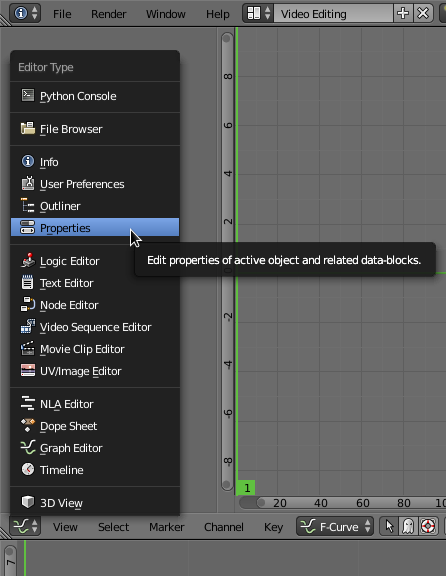 File Render Window Help Video Editing
Editor Type
Python Console
File Browser
Info
User Preferences
Outliner
Properties
Edit properties of active object and related data-blocks.
Logic Editor
Text Editor
Node Editor
Video Sequence Editor
Movie Clip Editor
UV/Image Editor
NLA Editor
Dope Sheet
Graph Editor
Timeline
3D View
8
6
4
2
-2
-4
-6
-8
1
20 40 60 80
View Select Marker Channel Key F-Curve
7